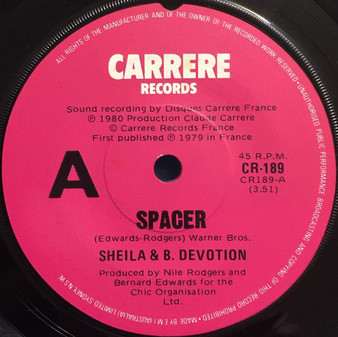 ALL RIGHTS OF THE MANUFACTURER AND OF THE OWNER OF THE RECORDED WORK RESERVED • UNAUTHORISED PUBLIC PERFORMANCE BROADCASTING AND COPYING OF THIS RECORD PROHIBITED • MADE BY E M I (AUSTRALIA) LIMITED SYDNEY N.S.W.
CARRERE
RECORDS
Sound recording by Disques Carrere France
℗ 1980 Production Claude Carrere
© Carrere Records France
First published ℗ 1979 in France
A
45 R.P.M.
CR-189
CR189-A
(3.51)
SPACER
(Edwards-Rodgers) Warner Bros.
SHEILA & B. DEVOTION
Produced by Nile Rodgers and
Bernard Edwards for the
Chic Organisation
Ltd.